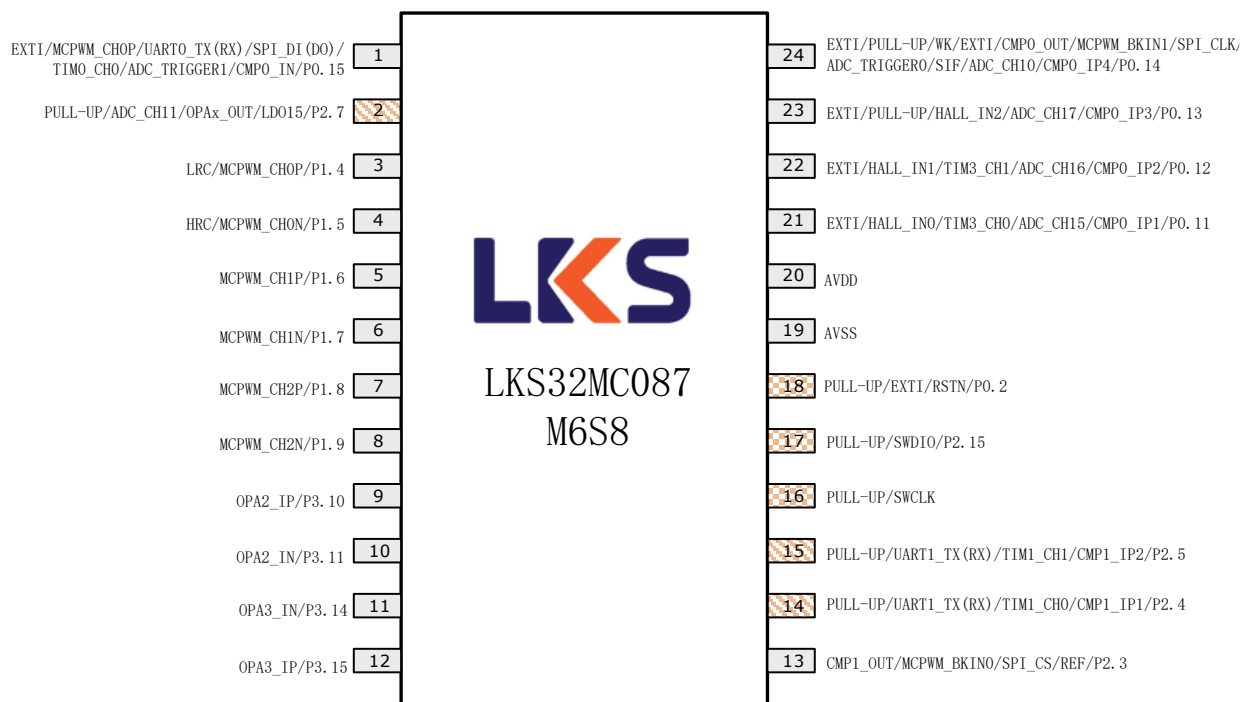 EXTI/MCPWM_CH0P/UART0_TX(RX)/SPI_DI(DO)/
TIM0_CH0/ADC_TRIGGER1/CMP0_IN/P0.15
1
PULL-UP/ADC_CH11/OPAx_OUT/LDO15/P2.7
2
LRC/MCPWM_CH0P/P1.4
3
HRC/MCPWM_CH0N/P1.5
4
MCPWM_CH1P/P1.6
5
MCPWM_CH1N/P1.7
6
MCPWM_CH2P/P1.8
7
MCPWM_CH2N/P1.9
8
OPA2_IP/P3.10
9
OPA2_IN/P3.11
10
OPA3_IN/P3.14
11
OPA3_IP/P3.15
12
LKS
LKS32MC087
M6S8
24
EXTI/PULL-UP/WK/EXTI/CMP0_OUT/MCPWM_BKIN1/SPI_CLK/
ADC_TRIGGER0/SIF/ADC_CH10/CMP0_IP4/P0.14
23
EXTI/PULL-UP/HALL_IN2/ADC_CH17/CMP0_IP3/P0.13
22
EXTI/HALL_IN1/TIM3_CH1/ADC_CH16/CMP0_IP2/P0.12
21
EXTI/HALL_IN0/TIM3_CH0/ADC_CH15/CMP0_IP1/P0.11
20
AVDD
19
AVSS
18
PULL-UP/EXTI/RSTN/P0.2
17
PULL-UP/SWDIO/P2.15
16
PULL-UP/SWCLK
15
PULL-UP/UART1_TX(RX)/TIM1_CH1/CMP1_IP2/P2.5
14
PULL-UP/UART1_TX(RX)/TIM1_CH0/CMP1_IP1/P2.4
13
CMP1_OUT/MCPWM_BKIN0/SPI_CS/REF/P2.3